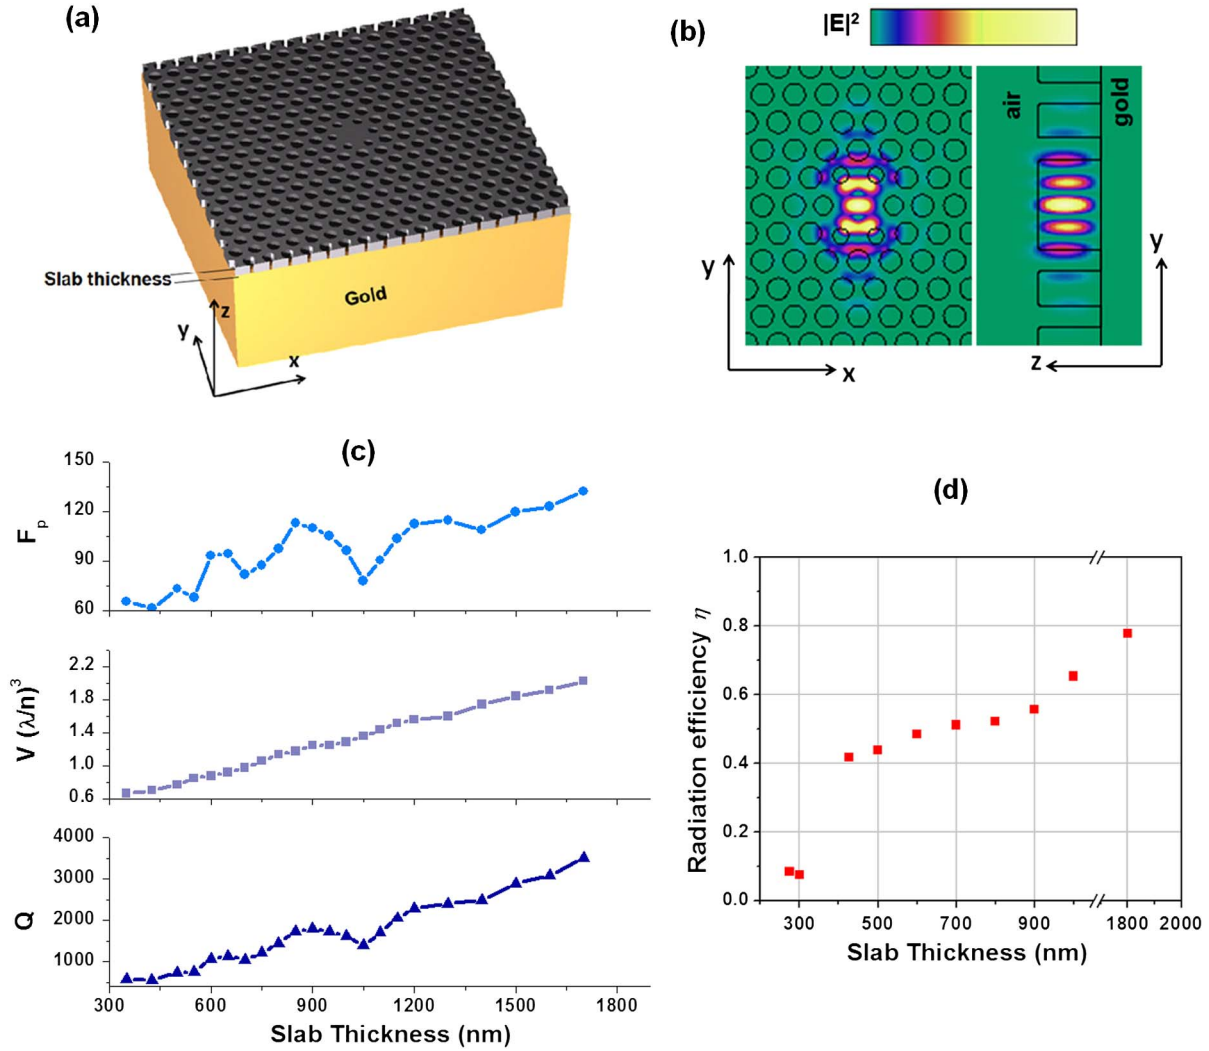 (a)
Slab thickness
Gold
z
y
x
(b)
|E|²
air
gold
y
x
z
y
(c)
150
120
90
60
Fp
2.2
1.8
1.4
1.0
0.6
V (λ/n)³
4000
3000
2000
1000
Q
300 600 900 1200 1500 1800
Slab Thickness (nm)
(d)
1.0
0.8
0.6
0.4
0.2
0.0
Radiation efficiency η
300 500 700 900 1800 2000
Slab Thickness (nm)